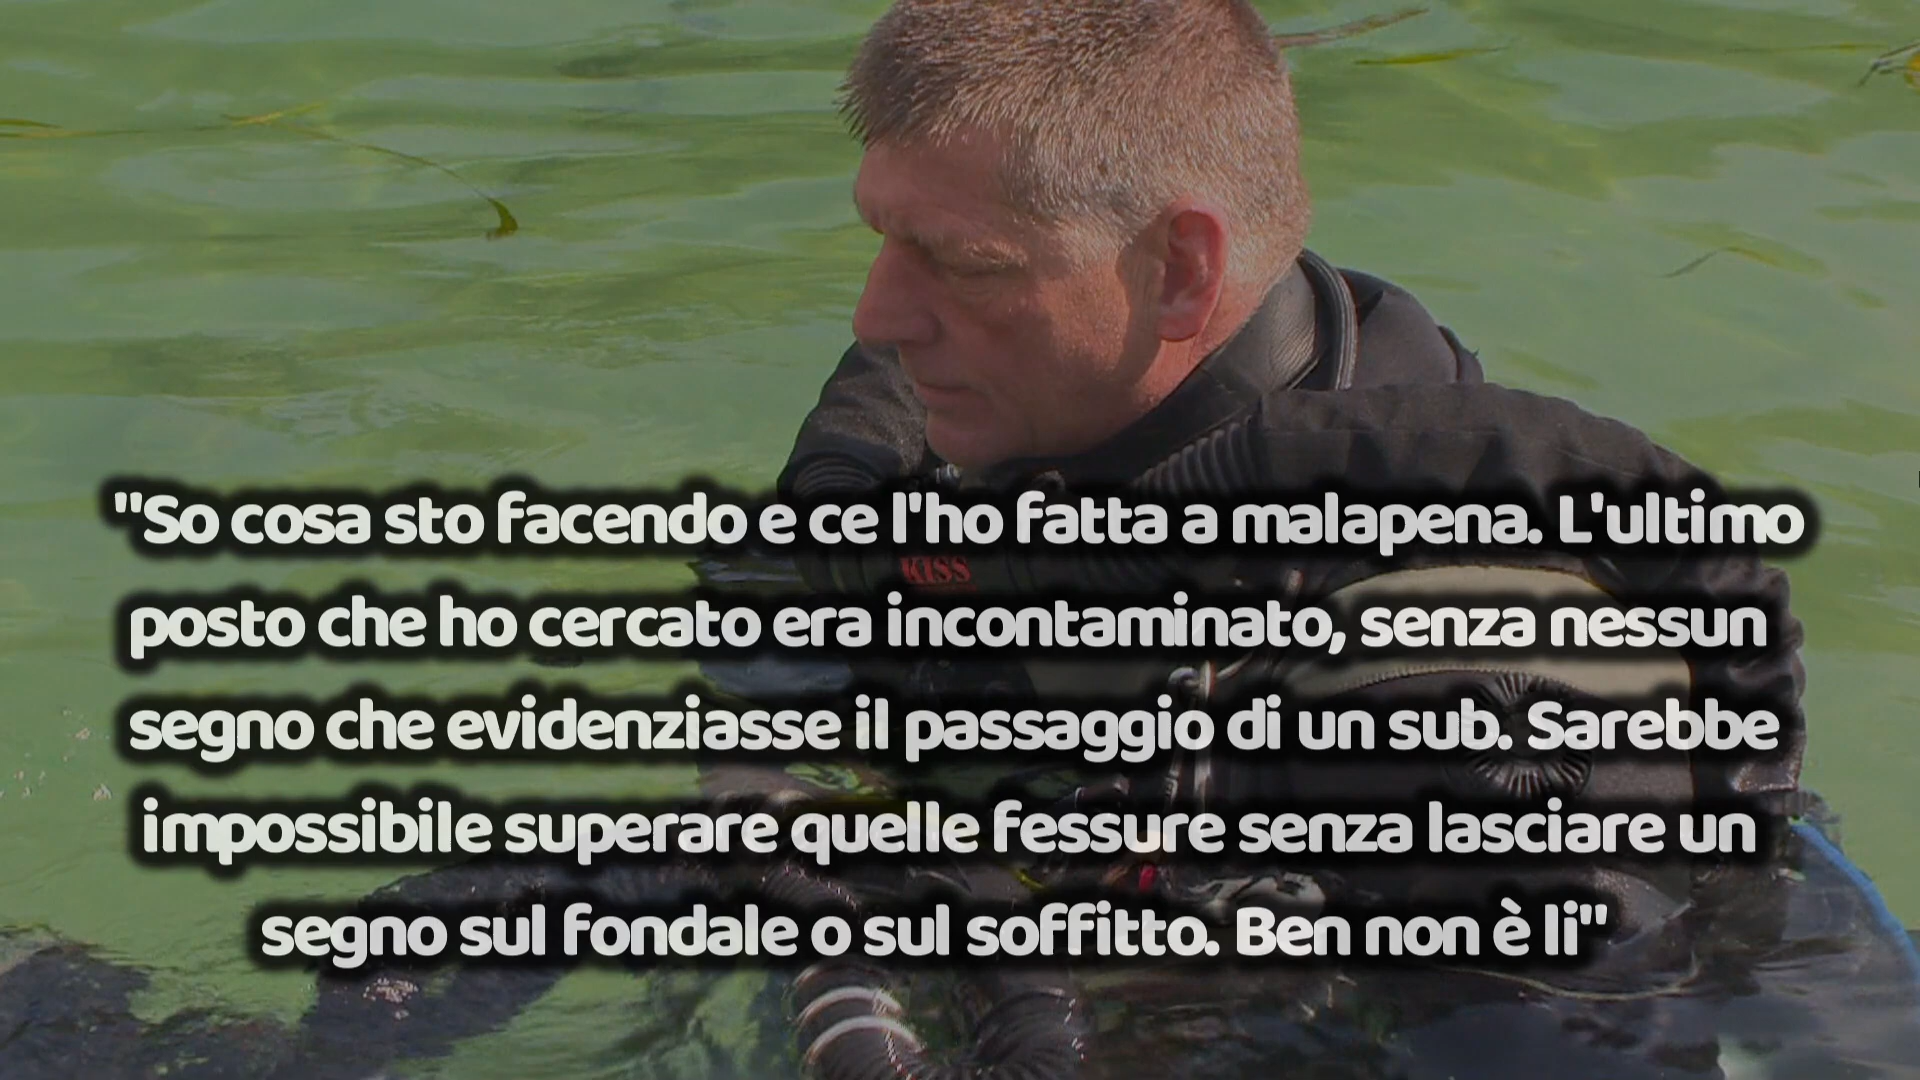 "So cosa sto facendo e ce l'ho fatta a malapena. L'ultimo
posto che ho cercato era incontaminato, senza nessun
segno che evidenziasse il passaggio di un sub. Sarebbe
impossibile superare quelle fessure senza lasciare un
segno sul fondale o sul soffitto. Ben non è li"
KISS